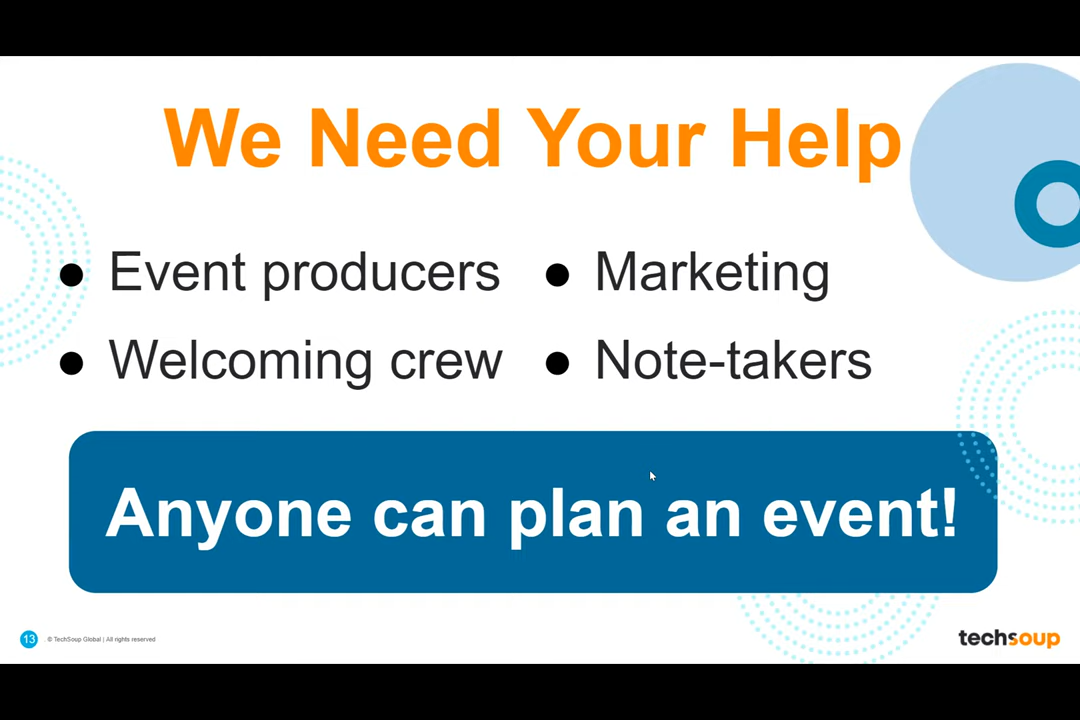 We Need Your Help
● Event producers
● Welcoming crew
● Marketing
● Note-takers
Anyone can plan an event!
13
© TechSoup Global | All rights reserved
techsoup